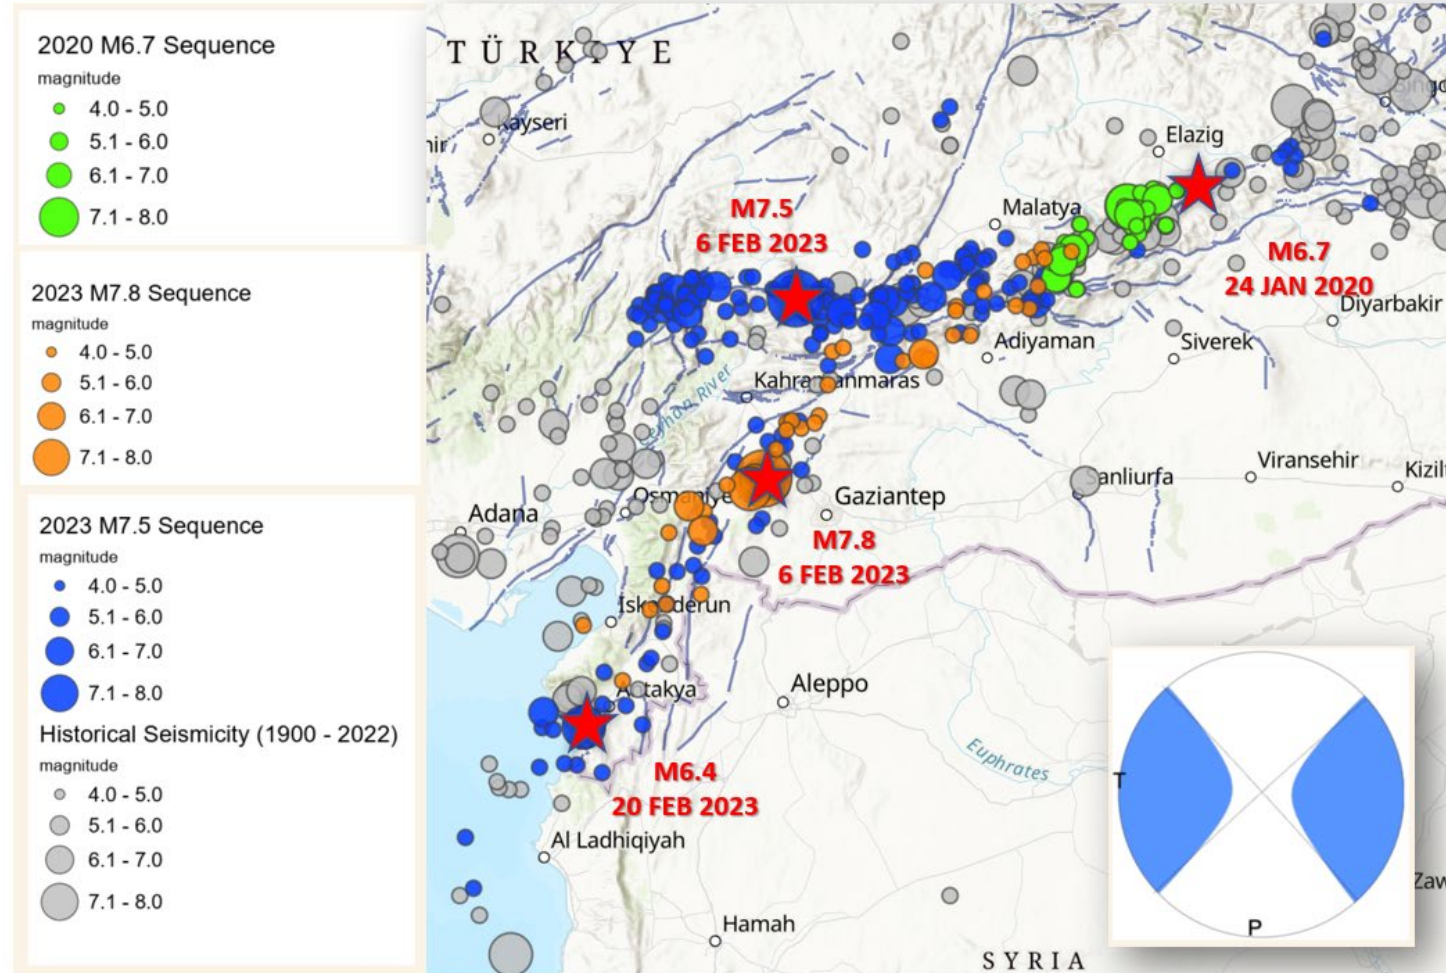 2020 M6.7 Sequence
magnitude
4.0 - 5.0
5.1 - 6.0
6.1 - 7.0
7.1 - 8.0
2023 M7.8 Sequence
magnitude
4.0 - 5.0
5.1 - 6.0
6.1 - 7.0
7.1 - 8.0
2023 M7.5 Sequence
magnitude
4.0 - 5.0
5.1 - 6.0
6.1 - 7.0
7.1 - 8.0
Historical Seismicity (1900 - 2022)
magnitude
4.0 - 5.0
5.1 - 6.0
6.1 - 7.0
7.1 - 8.0
TÜRKIYE
Kayseri
Elazig
M7.5
6 FEB 2023
Malatya
M6.7
24 JAN 2020
Diyarbakir
Adiyaman
Siverek
Kahramanmaras
Ceyhan River
Viransehir
Sanliurfa
Osmaniye
Gaziantep
Adana
M7.8
6 FEB 2023
Iskenderun
Antakya
Aleppo
Euphrates
M6.4
20 FEB 2023
Al Ladhiqiyah
Hamah
SYRIA
T
P